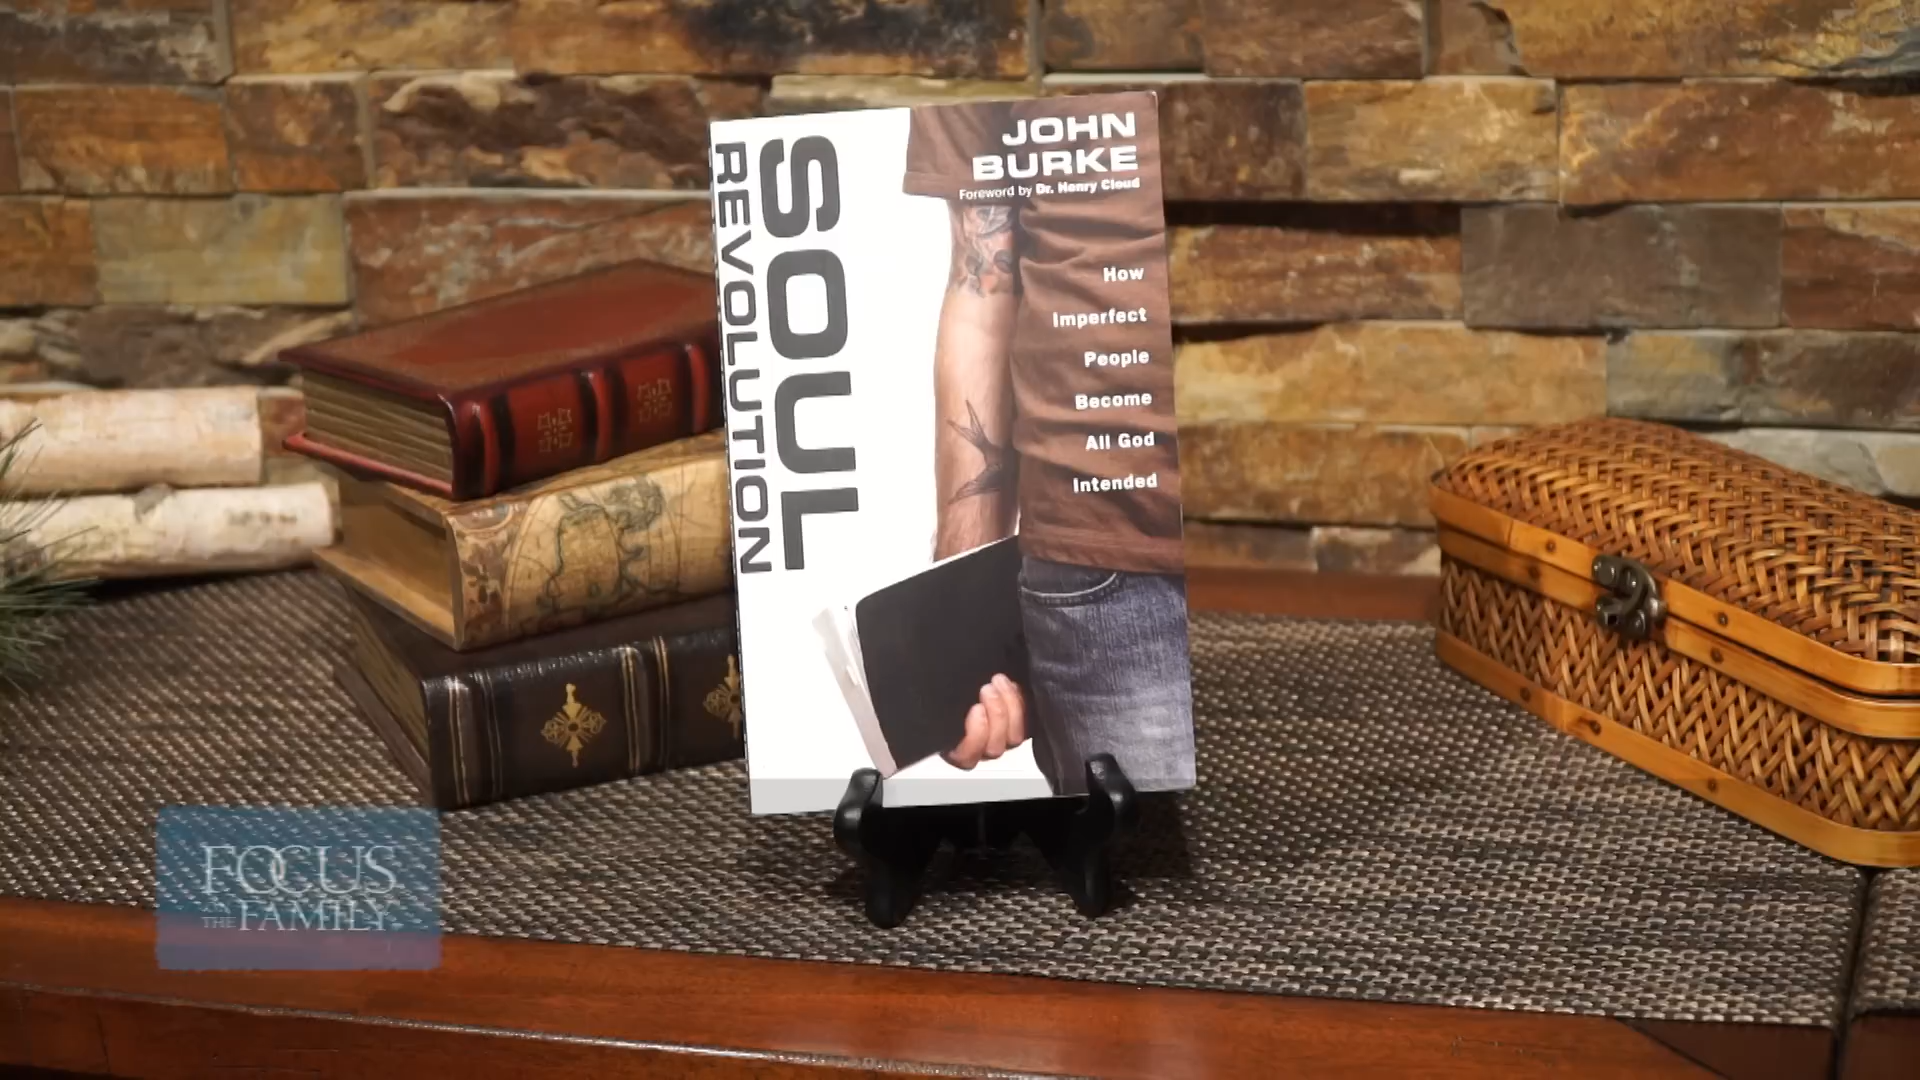 SOUL
REVOLUTION
JOHN
BURKE
Foreword by Dr. Henry Cloud
How
Imperfect
People
Become
All God
Intended
FOCUS
ON
THE FAMILY